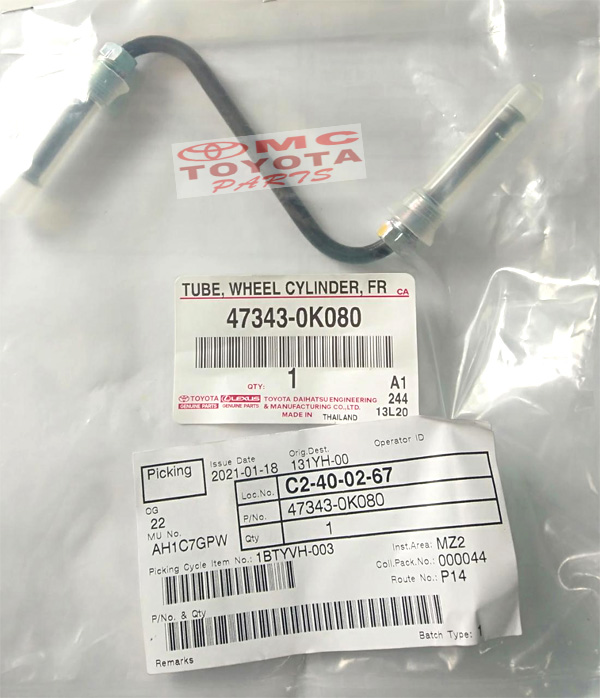 OMC
TOYOTA
PARTS
TUBE, WHEEL CYLINDER, FR CA
47343-0K080
QTY: 1 A1
TOYOTA LEXUS TOYOTA DAIHATSU ENGINEERING 244
GENUINE PARTS GENUINE PARTS & MANUFACTURING CO.,LTD.
MADE IN THAILAND 13L20
Picking Issue Date Orig.Dest. Operator ID
2021-01-18 131YH-00
Loc.No. C2-40-02-67
OG
22 P/No. 47343-0K080
MU No.
AH1C7GPW Qty 1
Picking Cycle Item No.: 1BTYVH-003 Inst.Area: MZ2
Coll.Pack.No.: 000044
Route No.: P14
P/No. & Qty
Batch Type: 1
Remarks